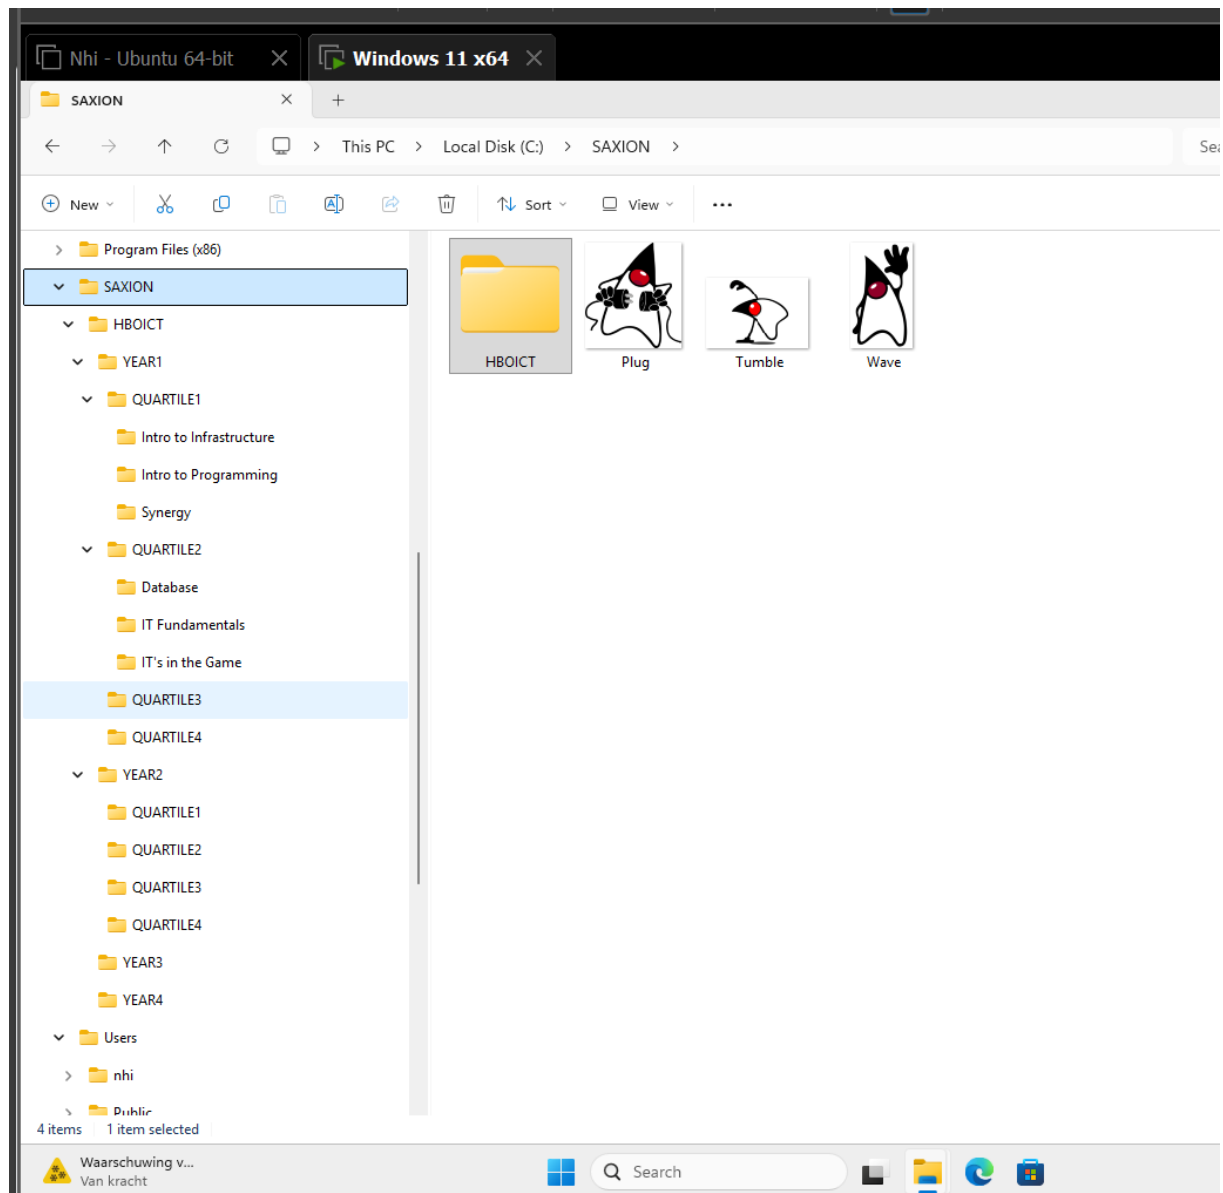 Nhi - Ubuntu 64-bit
Windows 11 x64
SAXION
This PC > Local Disk (C:) > SAXION >
Sea
New
Sort
View
Program Files (x86)
SAXION
HBOICT
YEAR1
QUARTILE1
Intro to Infrastructure
Intro to Programming
Synergy
QUARTILE2
Database
IT Fundamentals
IT's in the Game
QUARTILE3
QUARTILE4
YEAR2
QUARTILE1
QUARTILE2
QUARTILE3
QUARTILE4
YEAR3
YEAR4
Users
nhi
Public
HBOICT
Plug
Tumble
Wave
4 items
1 item selected
Waarschuwing v...
Van kracht
Search